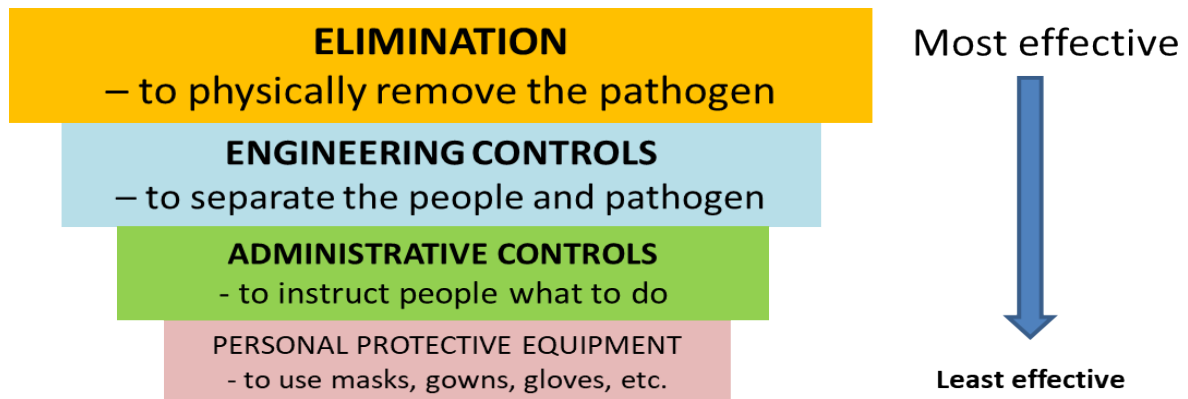 ELIMINATION
– to physically remove the pathogen
Most effective
ENGINEERING CONTROLS
– to separate the people and pathogen
ADMINISTRATIVE CONTROLS
- to instruct people what to do
PERSONAL PROTECTIVE EQUIPMENT
- to use masks, gowns, gloves, etc.
Least effective